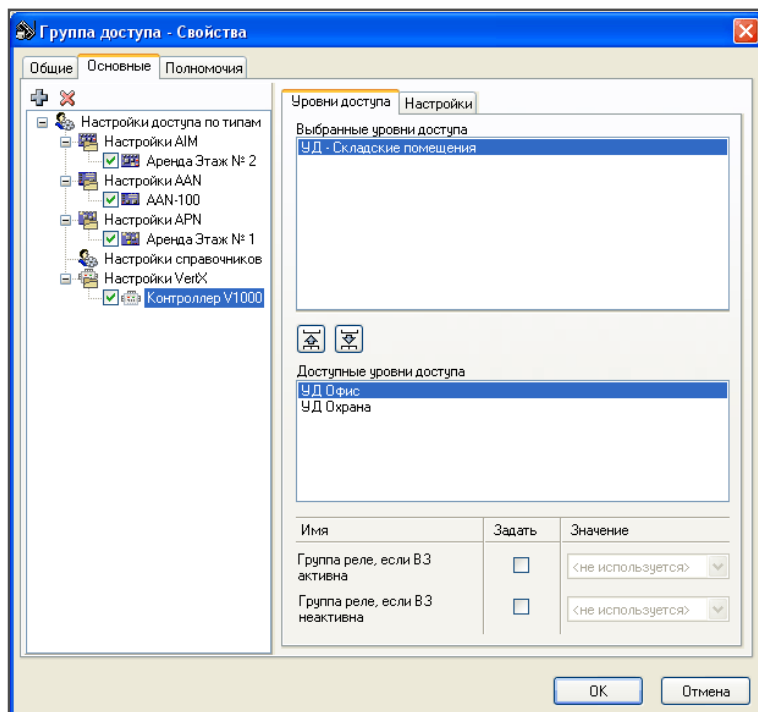 Группа доступа - Свойства
Общие
Основные
Полномочия
Настройки доступа по типам
Настройки AIM
Аренда Этаж № 2
Настройки AAN
AAN-100
Настройки APN
Аренда Этаж № 1
Настройки справочников
Настройки VertX
Контроллер V1000
Уровни доступа
Настройки
Выбранные уровни доступа
УД - Складские помещения
Доступные уровни доступа
УД Офис
УД Охрана
Имя
Задать
Значение
Группа реле, если ВЗ
активна
<не используется>
Группа реле, если ВЗ
неактивна
<не используется>
OK
Отмена